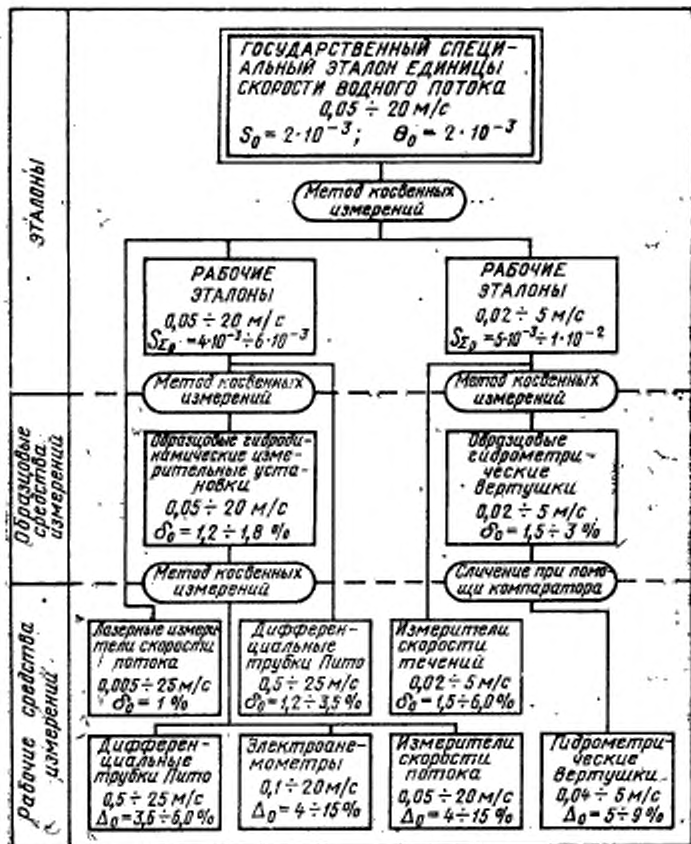 ЭТАЛОНЫ
ГОСУДАРСТВЕННЫЙ СПЕЦИ-
АЛЬНЫЙ ЭТАЛОН ЕДИНИЦЫ
СКОРОСТИ ВОДНОГО ПОТОКА
0,05 ÷ 20 м/с
S₀ = 2·10⁻³; Θ₀ = 2·10⁻³
Метод косвенных
измерений
РАБОЧИЕ
ЭТАЛОНЫ
0,05 ÷ 20 м/с
S_Σ₀ = 4·10⁻³ ÷ 6·10⁻³
РАБОЧИЕ
ЭТАЛОНЫ
0,02 ÷ 5 м/с
S_Σ₀ = 5·10⁻³ ÷ 1·10⁻²
Метод косвенных
измерений
Метод косвенных
измерений
Образцовые
средства
измерений
Образцовые гидроди-
намические изме-
рительные уста-
новки
0,05 ÷ 20 м/с
δ₀ = 1,2 ÷ 1,8 %
Образцовые
гидрометри-
ческие
вертушки
0,02 ÷ 5 м/с
δ₀ = 1,5 ÷ 3 %
Метод косвенных
измерений
Сличение при помо-
щи компаратора
Рабочие средства
измерений
Лазерные измери-
тели скорости
потока
0,005 ÷ 25 м/с
δ₀ = 1 %
Дифферен-
циальные
трубки Пито
0,5 ÷ 25 м/с
δ₀ = 1,2 ÷ 3,5 %
Измерители
скорости
течений
0,02 ÷ 5 м/с
δ₀ = 1,5 ÷ 6,0 %
Дифферен-
циальные
трубки Пито
0,5 ÷ 25 м/с
Δ₀ = 3,6 ÷ 6,0 %
Электроане-
мометры
0,1 ÷ 20 м/с
Δ₀ = 4 ÷ 15 %
Измерители
скорости
потока
0,05 ÷ 20 м/с
Δ₀ = 4 ÷ 15 %
Гидрометри-
ческие
вертушки
0,04 ÷ 5 м/с
Δ₀ = 5 ÷ 9 %